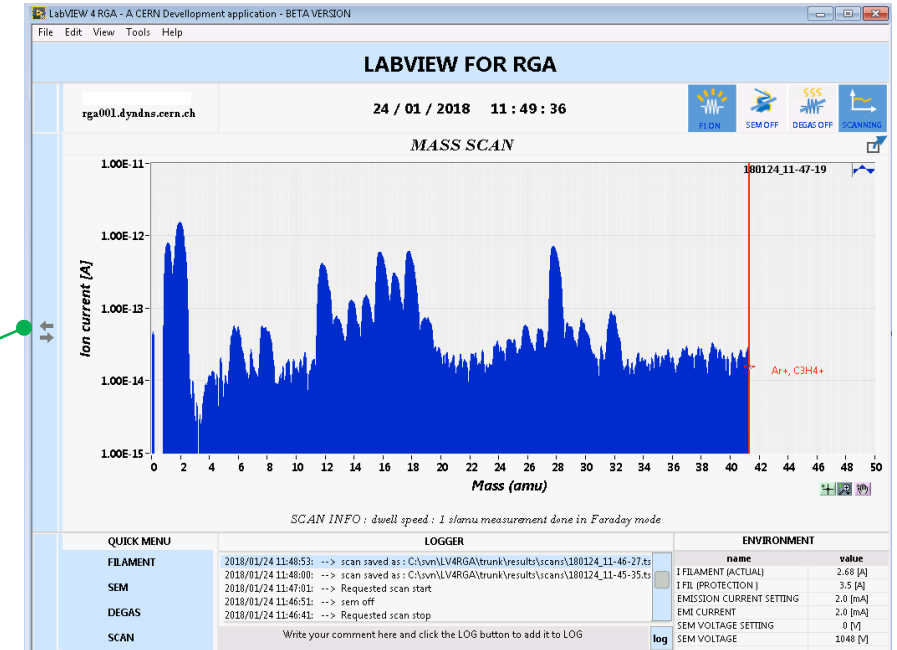 LabVIEW 4 RGA - A CERN Devellopment application - BETA VERSION
File Edit View Tools Help
LABVIEW FOR RGA
rga001.dyndns.cern.ch
24 / 01 / 2018 11 : 49 : 36
F1 ON SEM OFF DEGAS OFF SCANNING
MASS SCAN
180124_11-47-19
1.00E-11
1.00E-12
1.00E-13
1.00E-14
1.00E-15
Ion current [A]
Ar+, C3H4+
0 2 4 6 8 10 12 14 16 18 20 22 24 26 28 30 32 34 36 38 40 42 44 46 48 50
Mass (amu)
SCAN INFO : dwell speed : 1 s/amu measurement done in Faraday mode
QUICK MENU
FILAMENT
SEM
DEGAS
SCAN
LOGGER
2018/01/24 11:48:53: --> scan saved as : C:\svn\LV4RGA\trunk\results\scans\180124_11-46-27.ts
2018/01/24 11:48:00: --> scan saved as : C:\svn\LV4RGA\trunk\results\scans\180124_11-45-35.ts
2018/01/24 11:47:01: --> Requested scan start
2018/01/24 11:46:51: --> sem off
2018/01/24 11:46:41: --> Requested scan stop
Write your comment here and click the LOG button to add it to LOG
log
ENVIRONMENT
name value
I FILAMENT (ACTUAL) 2.68 [A]
I FIL (PROTECTION ) 3.5 [A]
EMISSION CURRENT SETTING 2.0 [mA]
EMI CURRENT 2.0 [mA]
SEM VOLTAGE SETTING 0 [V]
SEM VOLTAGE 1048 [V]